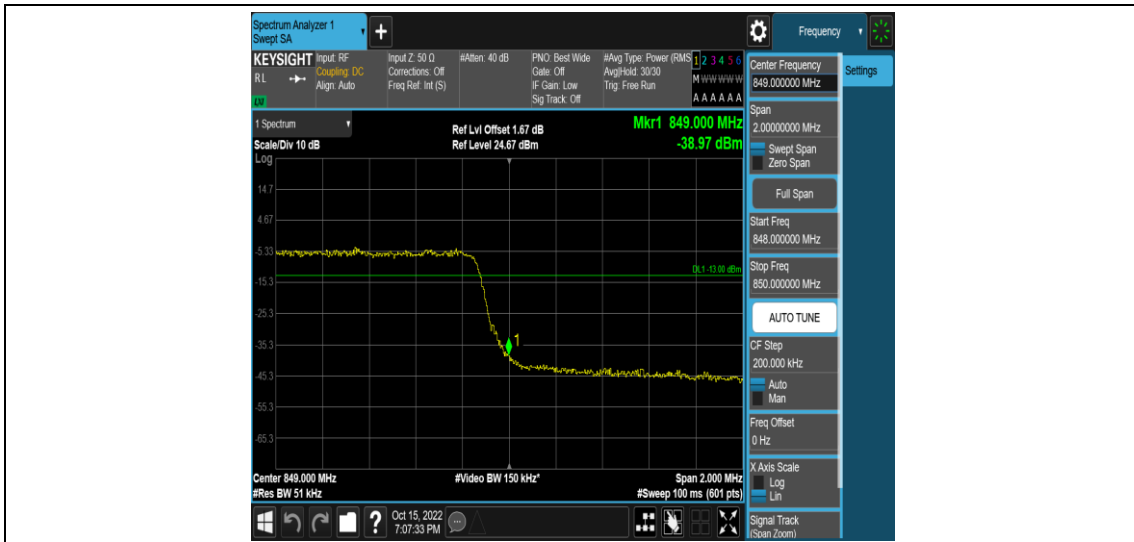 Spectrum Analyzer 1
Swept SA
+
Frequency
KEYSIGHT
RL
LXI
Input: RF
Coupling: DC
Align: Auto
Input Z: 50 Ω
Corrections: Off
Freq Ref: Int (S)
#Atten: 40 dB
PNO: Best Wide
Gate: Off
IF Gain: Low
Sig Track: Off
#Avg Type: Power (RMS
Avg|Hold: 30/30
Trig: Free Run
1 2 3 4 5 6
M W W W W W
A A A A A A
1 Spectrum
Scale/Div 10 dB
Log
Ref Lvl Offset 1.67 dB
Ref Level 24.67 dBm
Mkr1 849.000 MHz
-38.97 dBm
14.7
4.67
-5.33
-15.3
-25.3
-35.3
-45.3
-55.3
-65.3
DL1 -13.00 dBm
1
Center 849.000 MHz
#Res BW 51 kHz
#Video BW 150 kHz*
Span 2.000 MHz
#Sweep 100 ms (601 pts)
?
Oct 15, 2022
7:07:33 PM
Center Frequency
849.000000 MHz
Settings
Span
2.00000000 MHz
Swept Span
Zero Span
Full Span
Start Freq
848.000000 MHz
Stop Freq
850.000000 MHz
AUTO TUNE
CF Step
200.000 kHz
Auto
Man
Freq Offset
0 Hz
X Axis Scale
Log
Lin
Signal Track
(Span Zoom)